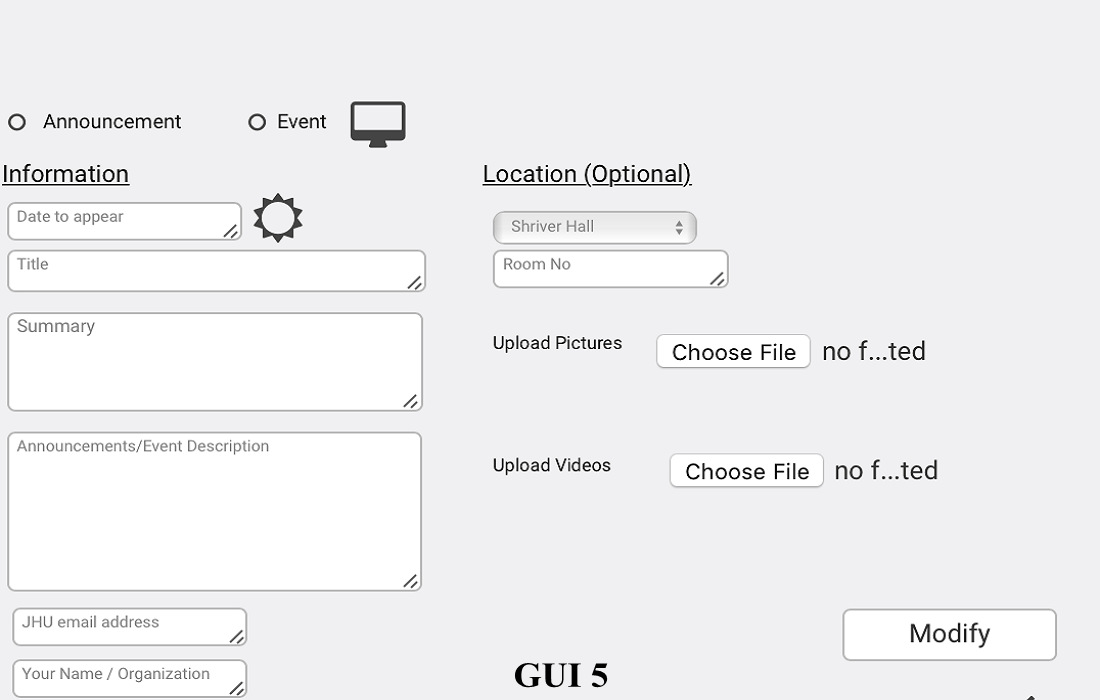 Announcement
Event
Information
Date to appear
Title
Summary
Announcements/Event Description
JHU email address
Your Name / Organization
Location (Optional)
Shriver Hall
Room No
Upload Pictures
Choose File
no f...ted
Upload Videos
Choose File
no f...ted
Modify
GUI 5